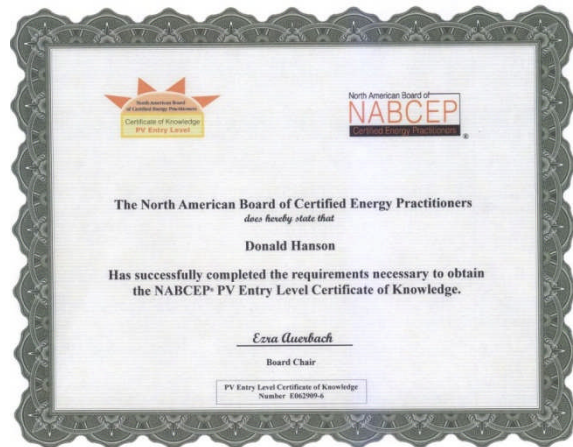 North American Board
of Certified Energy Practitioners
Certificate of Knowledge
PV Entry Level
North American Board of
NABCEP
Certified Energy Practitioners
®
The North American Board of Certified Energy Practitioners
does hereby state that
Donald Hanson
Has successfully completed the requirements necessary to obtain
the NABCEP® PV Entry Level Certificate of Knowledge.
Ezra Auerbach
Board Chair
PV Entry Level Certificate of Knowledge
Number E062909-6